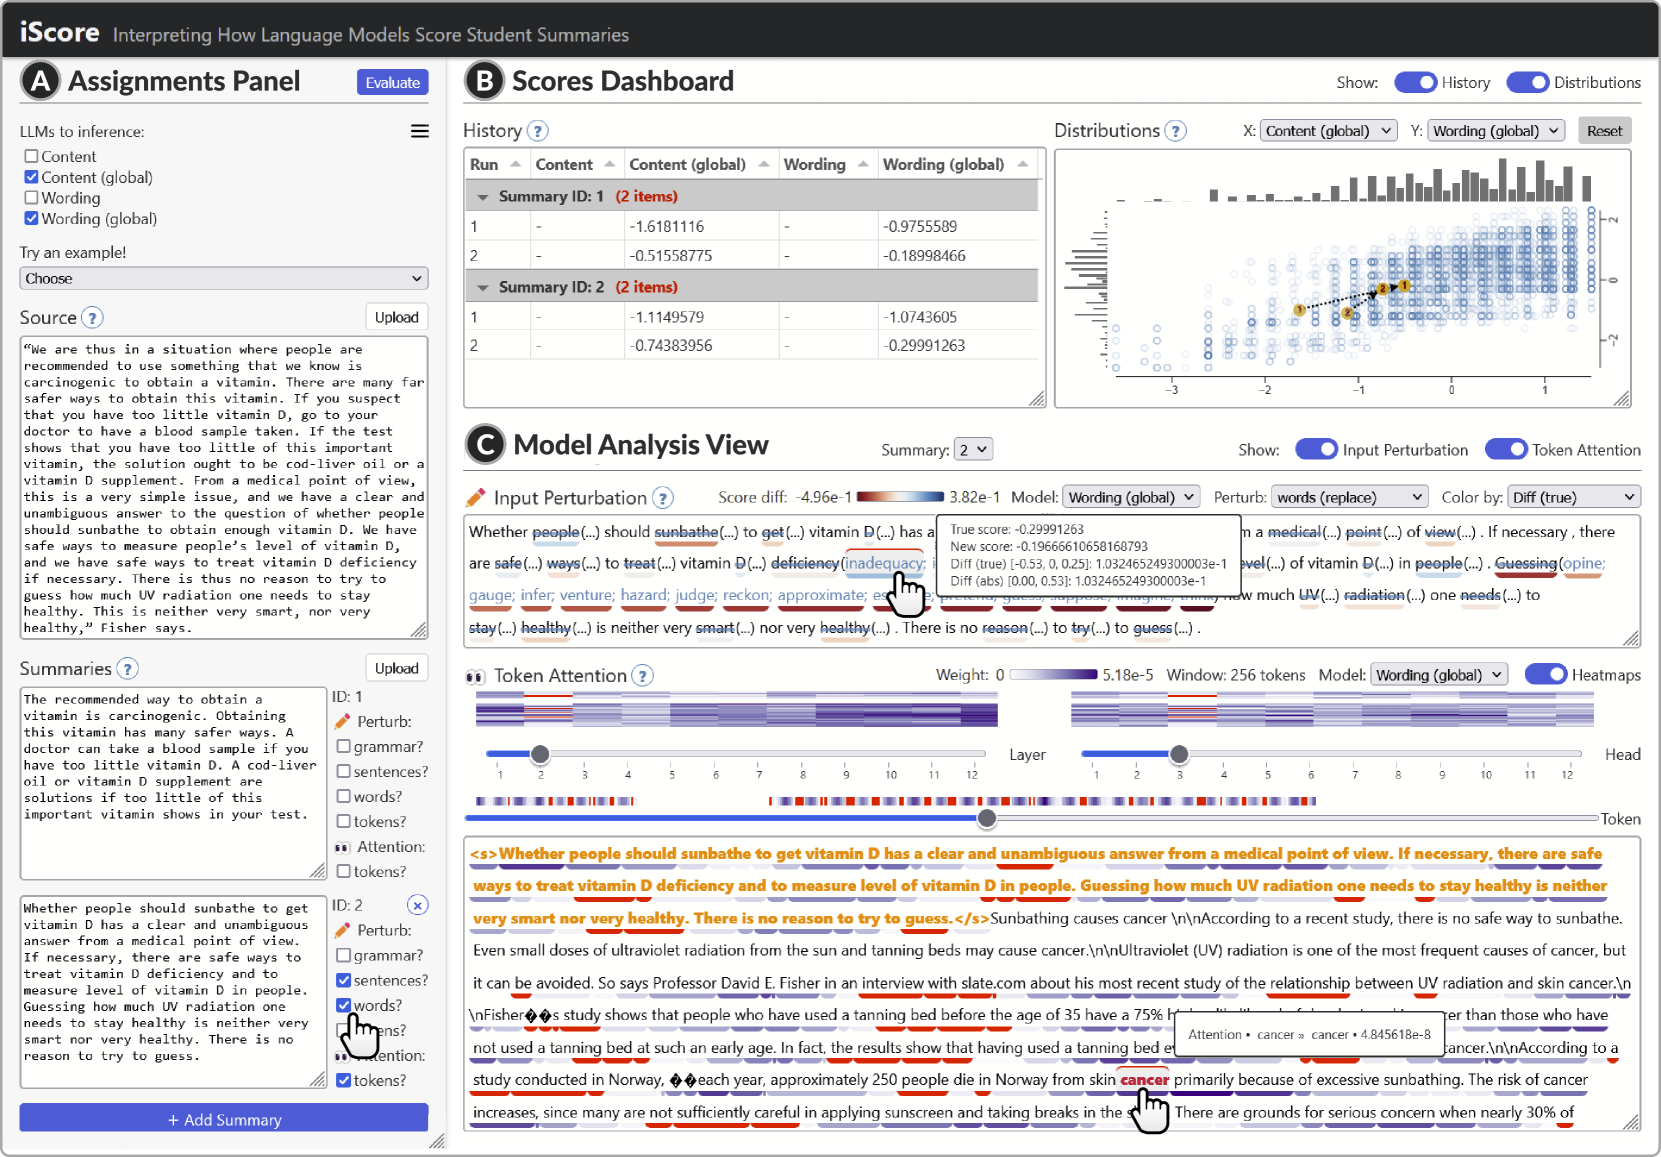 iScore Interpreting How Language Models Score Student Summaries
A Assignments Panel Evaluate
LLMs to inference:
Content
Content (global)
Wording
Wording (global)
Try an example!
Choose
Source ? Upload
“We are thus in a situation where people are
recommended to use something that we know is
carcinogenic to obtain a vitamin. There are many far
safer ways to obtain this vitamin. If you suspect
that you have too little vitamin D, go to your
doctor to have a blood sample taken. If the test
shows that you have too little of this important
vitamin, the solution ought to be cod-liver oil or a
vitamin D supplement. From a medical point of view,
this is a very simple issue, and we have a clear and
unambiguous answer to the question of whether people
should sunbathe to obtain enough vitamin D. We have
safe ways to measure people’s level of vitamin D,
and we have safe ways to treat vitamin D deficiency
if necessary. There is thus no reason to try to
guess how much UV radiation one needs to stay
healthy. This is neither very smart, nor very
healthy,” Fisher says.
Summaries ? Upload
The recommended way to obtain a
vitamin is carcinogenic. Obtaining
this vitamin has many safer ways. A
doctor can take a blood sample if you
have too little vitamin D. A cod-liver
oil or vitamin D supplement are
solutions if too little of this
important vitamin shows in your test.
ID: 1
Perturb:
grammar?
sentences?
words?
tokens?
Attention:
tokens?
Whether people should sunbathe to get
vitamin D has a clear and unambiguous
answer from a medical point of view.
If necessary, there are safe ways to
treat vitamin D deficiency and to
measure level of vitamin D in people.
Guessing how much UV radiation one
needs to stay healthy is neither very
smart nor very healthy. There is no
reason to try to guess.
ID: 2
Perturb:
grammar?
sentences?
words?
ens?
ention:
tokens?
+ Add Summary
B Scores Dashboard Show: History Distributions
History ?
Run Content Content (global) Wording Wording (global)
Summary ID: 1 (2 items)
1 - -1.6181116 - -0.9755589
2 - -0.51558775 - -0.18998466
Summary ID: 2 (2 items)
1 - -1.1149579 - -1.0743605
2 - -0.74383956 - -0.29991263
Distributions ? X: Content (global) Y: Wording (global) Reset
2
0
-2
1 2 2 1
-3 -2 -1 0 1
C Model Analysis View Summary: 2 Show: Input Perturbation Token Attention
Input Perturbation ? Score diff: -4.96e-1 3.82e-1 Model: Wording (global) Perturb: words (replace) Color by: Diff (true)
Whether people(...) should sunbathe(...) to get(...) vitamin D(...) has a m a medical(...) point(...) of view(...) . If necessary , there
are safe(...) ways(...) to treat(...) vitamin D(...) deficiency(inadequacy; i evel(...) of vitamin D(...) in people(...) . Guessing(opine;
gauge; infer; venture; hazard; judge; reckon; approximate; es pretend; guess; suppose; imagine; think) how much UV(...) radiation(...) one needs(...) to
stay(...) healthy(...) is neither very smart(...) nor very healthy(...) . There is no reason(...) to try(...) to guess(...) .
True score: -0.29991263
New score: -0.19666610658168793
Diff (true) [-0.53, 0, 0.25]: 1.032465249300003e-1
Diff (abs) [0.00, 0.53]: 1.032465249300003e-1
Token Attention ? Weight: 0 5.18e-5 Window: 256 tokens Model: Wording (global) Heatmaps
Layer
1 2 3 4 5 6 7 8 9 10 11 12
Head
1 2 3 4 5 6 7 8 9 10 11 12
Token
<s>Whether people should sunbathe to get vitamin D has a clear and unambiguous answer from a medical point of view. If necessary, there are safe
ways to treat vitamin D deficiency and to measure level of vitamin D in people. Guessing how much UV radiation one needs to stay healthy is neither
very smart nor very healthy. There is no reason to try to guess.</s>Sunbathing causes cancer \n\nAccording to a recent study, there is no safe way to sunbathe.
Even small doses of ultraviolet radiation from the sun and tanning beds may cause cancer.\n\nUltraviolet (UV) radiation is one of the most frequent causes of cancer, but
it can be avoided. So says Professor David E. Fisher in an interview with slate.com about his most recent study of the relationship between UV radiation and skin cancer.\n
\nFisher��s study shows that people who have used a tanning bed before the age of 35 have a 75% cer than those who have
not used a tanning bed at such an early age. In fact, the results show that having used a tanning bed e cancer.\n\nAccording to a
study conducted in Norway, ��each year, approximately 250 people die in Norway from skin cancer primarily because of excessive sunbathing. The risk of cancer
increases, since many are not sufficiently careful in applying sunscreen and taking breaks in the s There are grounds for serious concern when nearly 30% of
Attention • cancer » cancer • 4.845618e-8